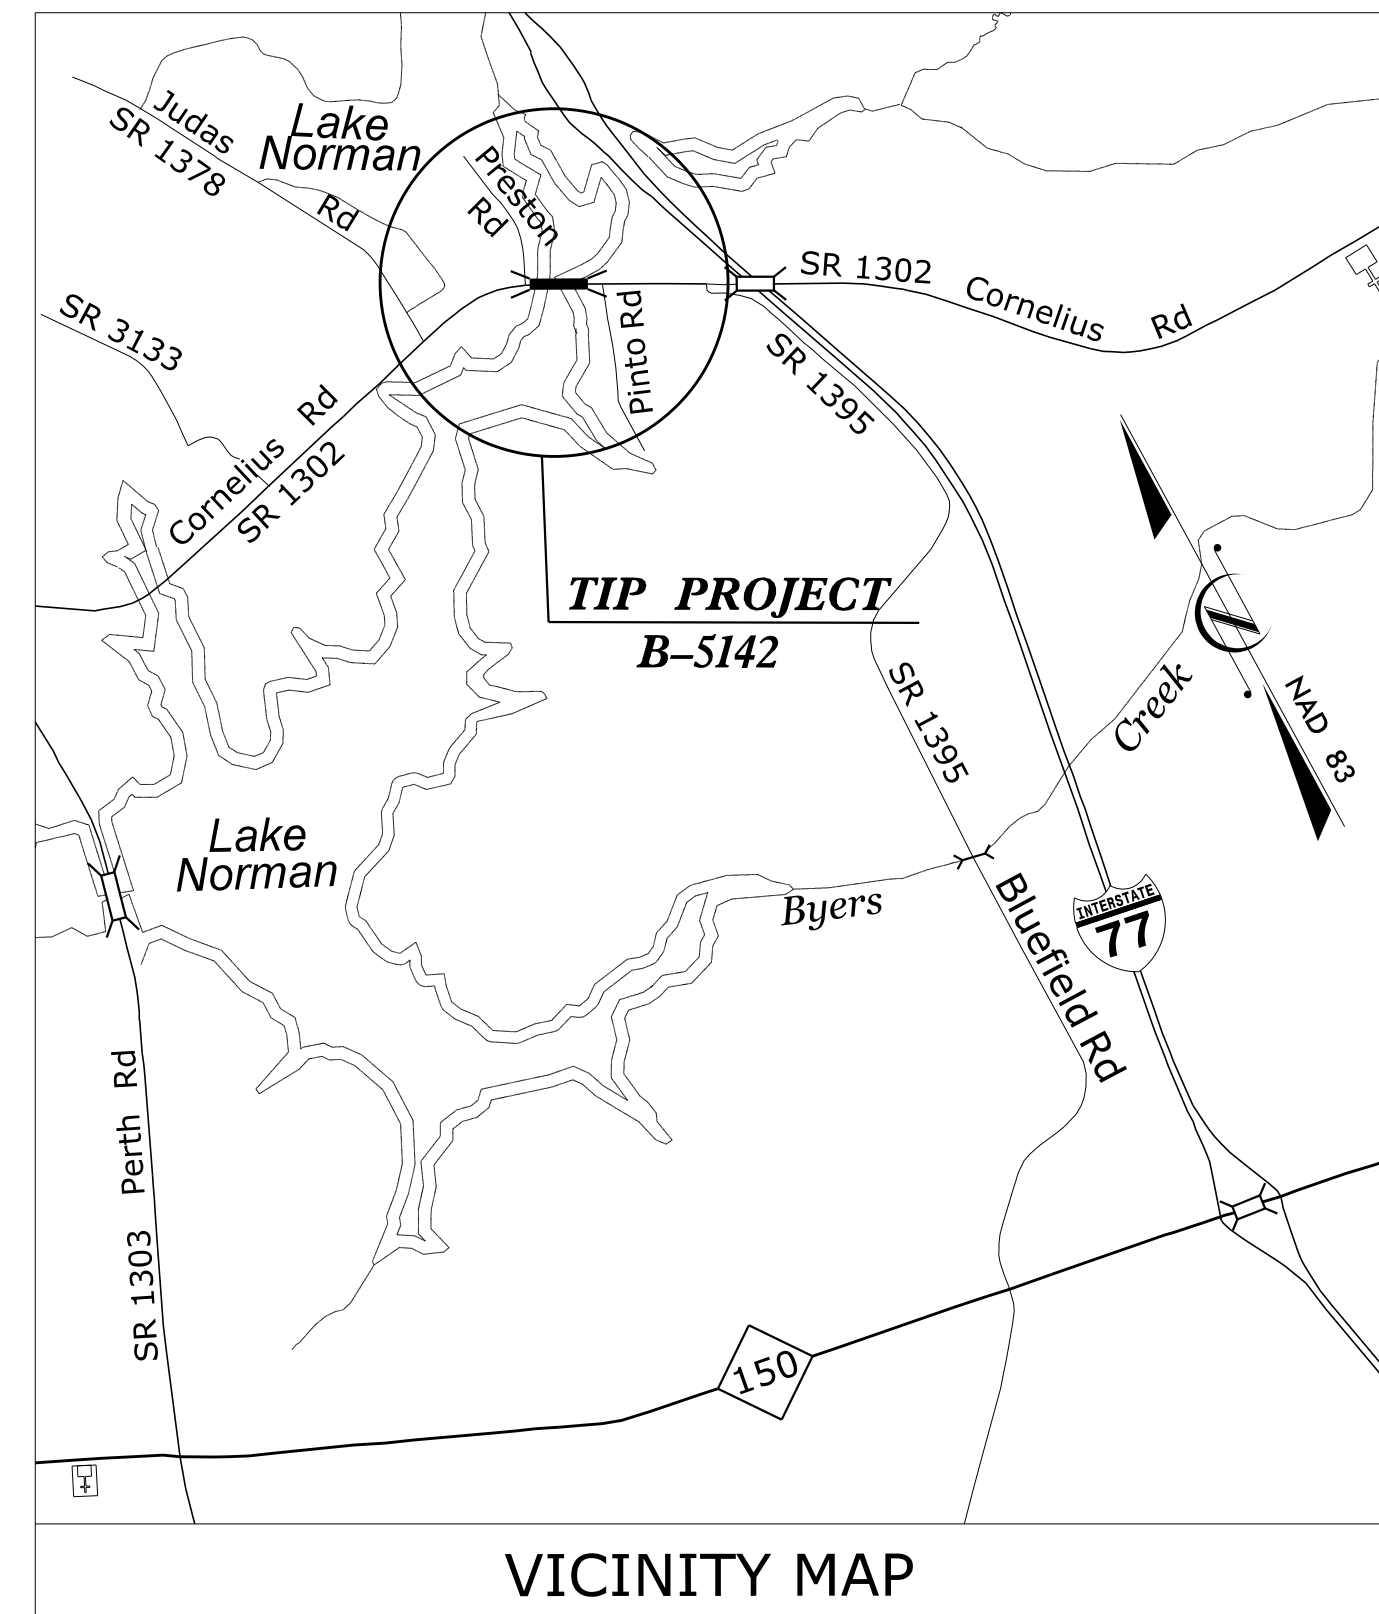 Judas
Rd
SR 1378
Lake
Norman
Preston
Rd
SR 1302
Cornelius
Rd
SR 3133
Pinto Rd
SR 1395
Cornelius
Rd
SR 1302
TIP PROJECT
B–5142
SR 1395
Creek
NAD 83
Lake
Norman
Byers
Bluefield Rd
INTERSTATE
77
SR 1303 Perth Rd
150
VICINITY MAP